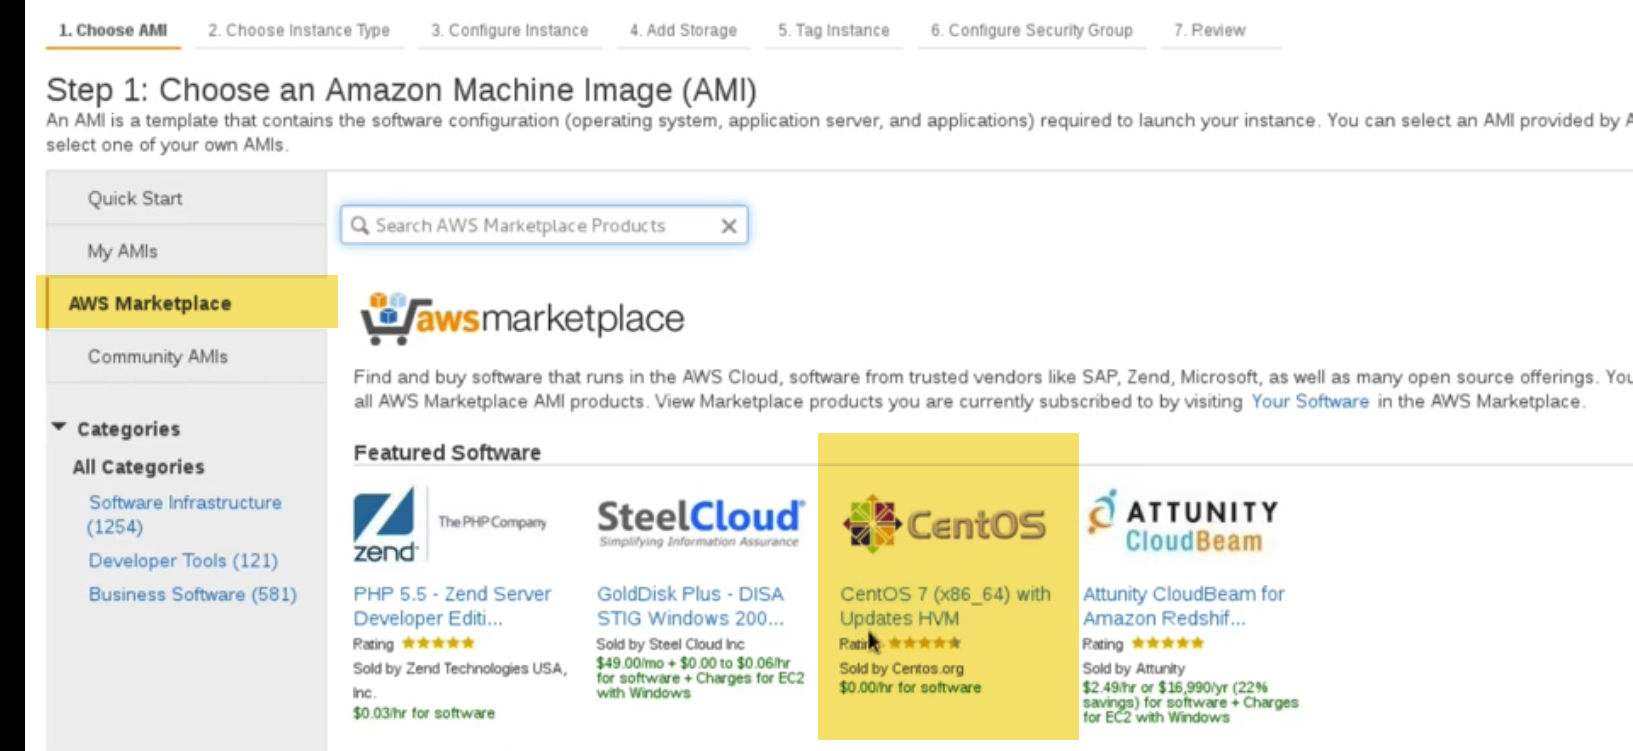 1. Choose AMI 2. Choose Instance Type 3. Configure Instance 4. Add Storage 5. Tag Instance 6. Configure Security Group 7. Review
Step 1: Choose an Amazon Machine Image (AMI)
An AMI is a template that contains the software configuration (operating system, application server, and applications) required to launch your instance. You can select an AMI provided by
select one of your own AMIs.
Quick Start
My AMIs
AWS Marketplace
Community AMIs
Categories
All Categories
Software Infrastructure
(1254)
Developer Tools (121)
Business Software (581)
Search AWS Marketplace Products
awsmarketplace
Find and buy software that runs in the AWS Cloud, software from trusted vendors like SAP, Zend, Microsoft, as well as many open source offerings.
all AWS Marketplace AMI products. View Marketplace products you are currently subscribed to by visiting Your Software in the AWS Marketplace.
Featured Software
zend
The PHP Company
PHP 5.5 - Zend Server
Developer Editi...
Rating
Sold by Zend Technologies USA,
Inc.
$0.03/hr for software
SteelCloud
Simplifying Information Assurance
GoldDisk Plus - DISA
STIG Windows 200...
Sold by Steel Cloud Inc
$49.00/mo + $0.00 to $0.06/hr
for software + Charges for EC2
with Windows
CentOS
CentOS 7 (x86_64) with
Updates HVM
Rating
Sold by Centos.org
$0.00/hr for software
ATTUNITY
CloudBeam
Attunity CloudBeam for
Amazon Redshif...
Rating
Sold by Attunity
$2.49/hr or $16,990/yr (22%
savings) for software + Charges
for EC2 with Windows